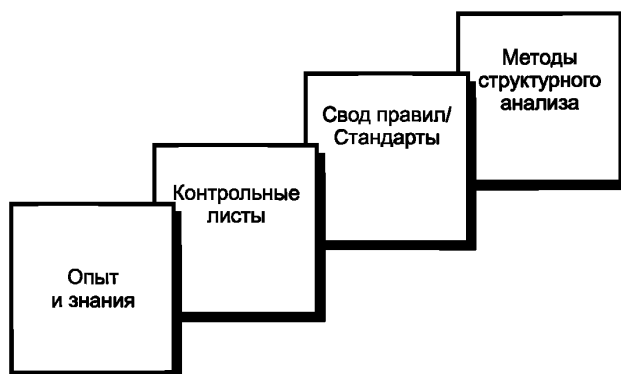 Методы
структурного
анализа
Свод правил/
Стандарты
Контрольные
листы
Опыт
и знания